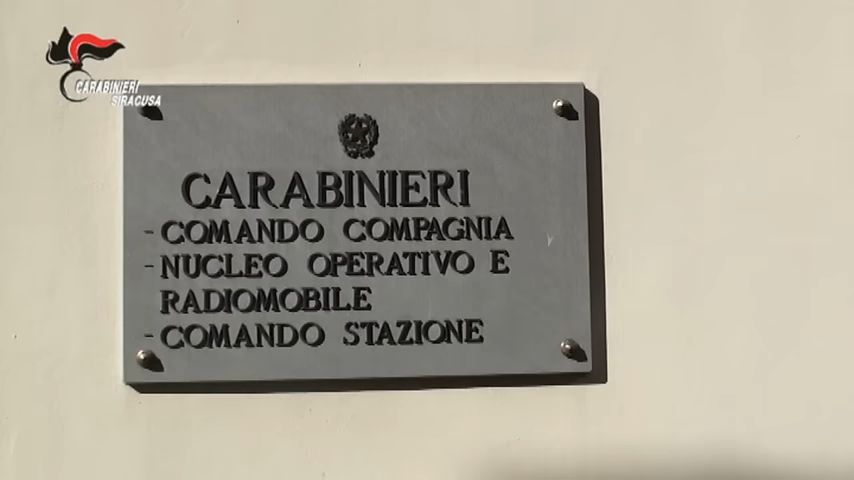 CARABINIERI
SIRACUSA
CARABINIERI
-COMANDO COMPAGNIA
-NUCLEO OPERATIVO E
RADIOMOBILE
-COMANDO STAZIONE